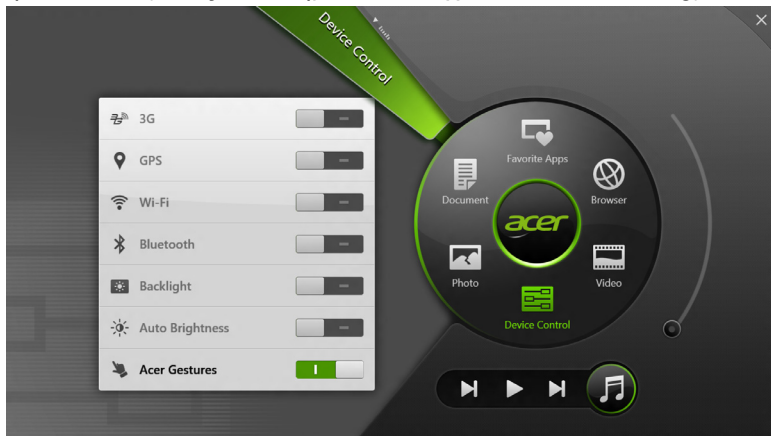 Device Control
3G
GPS
Wi-Fi
Bluetooth
Backlight
Auto Brightness
Acer Gestures
Favorite Apps
Document
Browser
acer
Photo
Video
Device Control